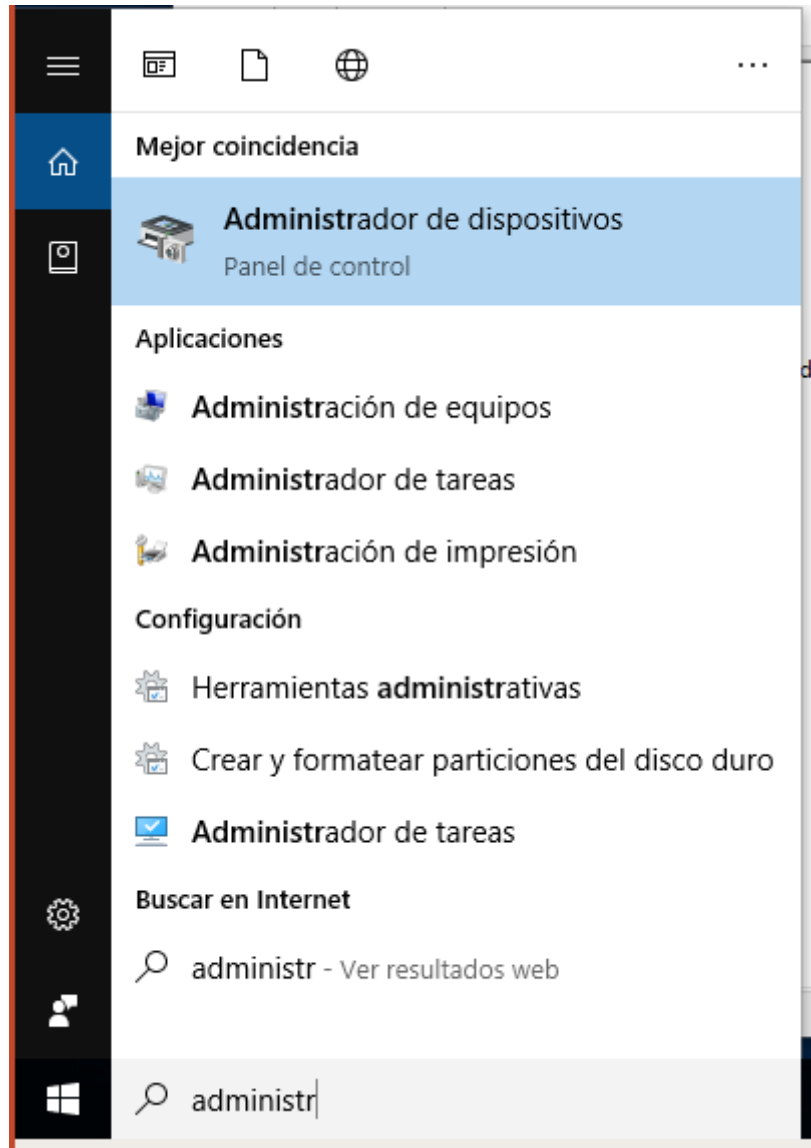 Mejor coincidencia
Administrador de dispositivos
Panel de control
Aplicaciones
Administración de equipos
Administrador de tareas
Administración de impresión
Configuración
Herramientas administrativas
Crear y formatear particiones del disco duro
Administrador de tareas
Buscar en Internet
administr - Ver resultados web
administr